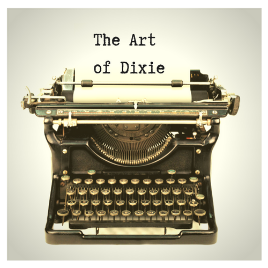 The Art
of Dixie